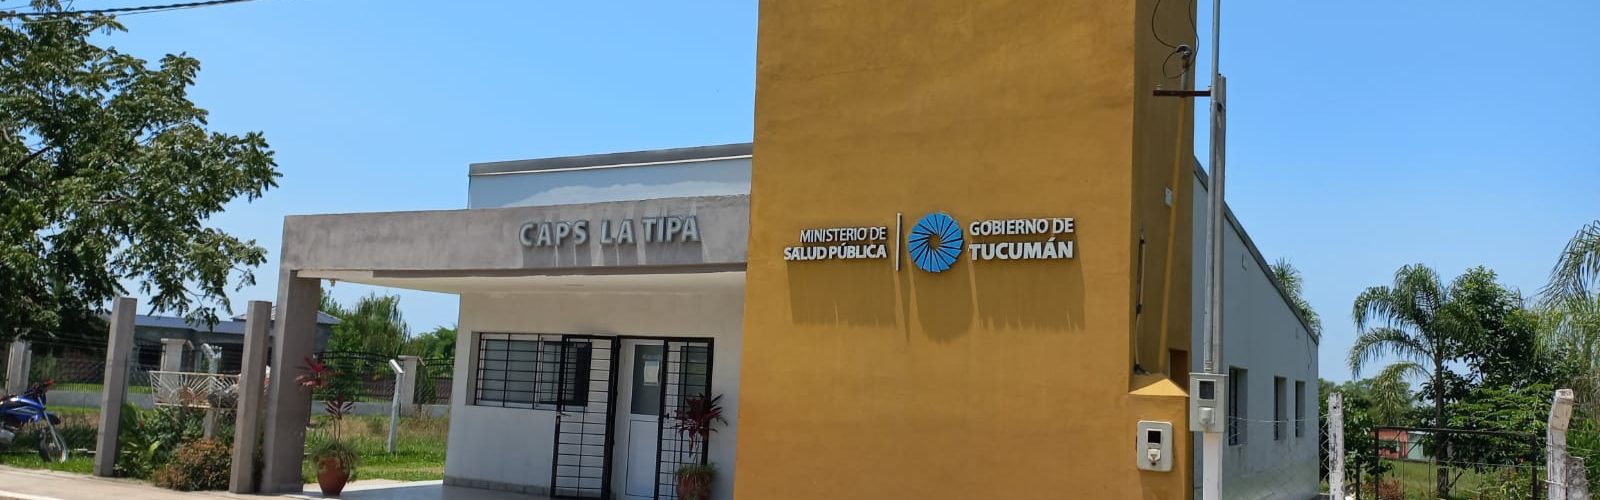 CAPS LA TIPA
MINISTERIO DE
SALUD PÚBLICA
GOBIERNO DE
TUCUMÁN